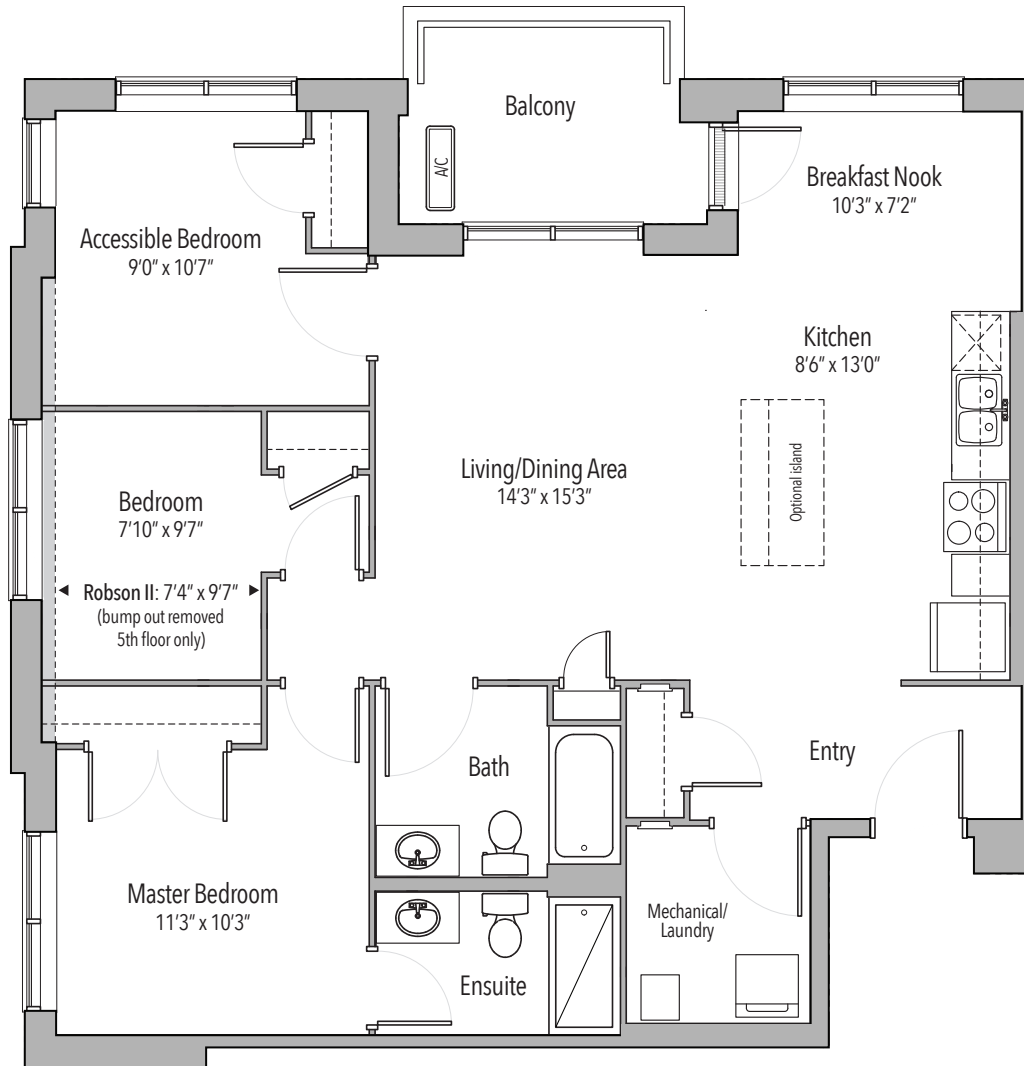 Balcony
A/C
Breakfast Nook
10'3" x 7'2"
Accessible Bedroom
9'0" x 10'7"
Kitchen
8'6" x 13'0"
Optional island
Living/Dining Area
14'3" x 15'3"
Bedroom
7'10" x 9'7"
Robson II: 7'4" x 9'7"
(bump out removed
5th floor only)
Bath
Entry
Master Bedroom
11'3" x 10'3"
Mechanical/
Laundry
Ensuite